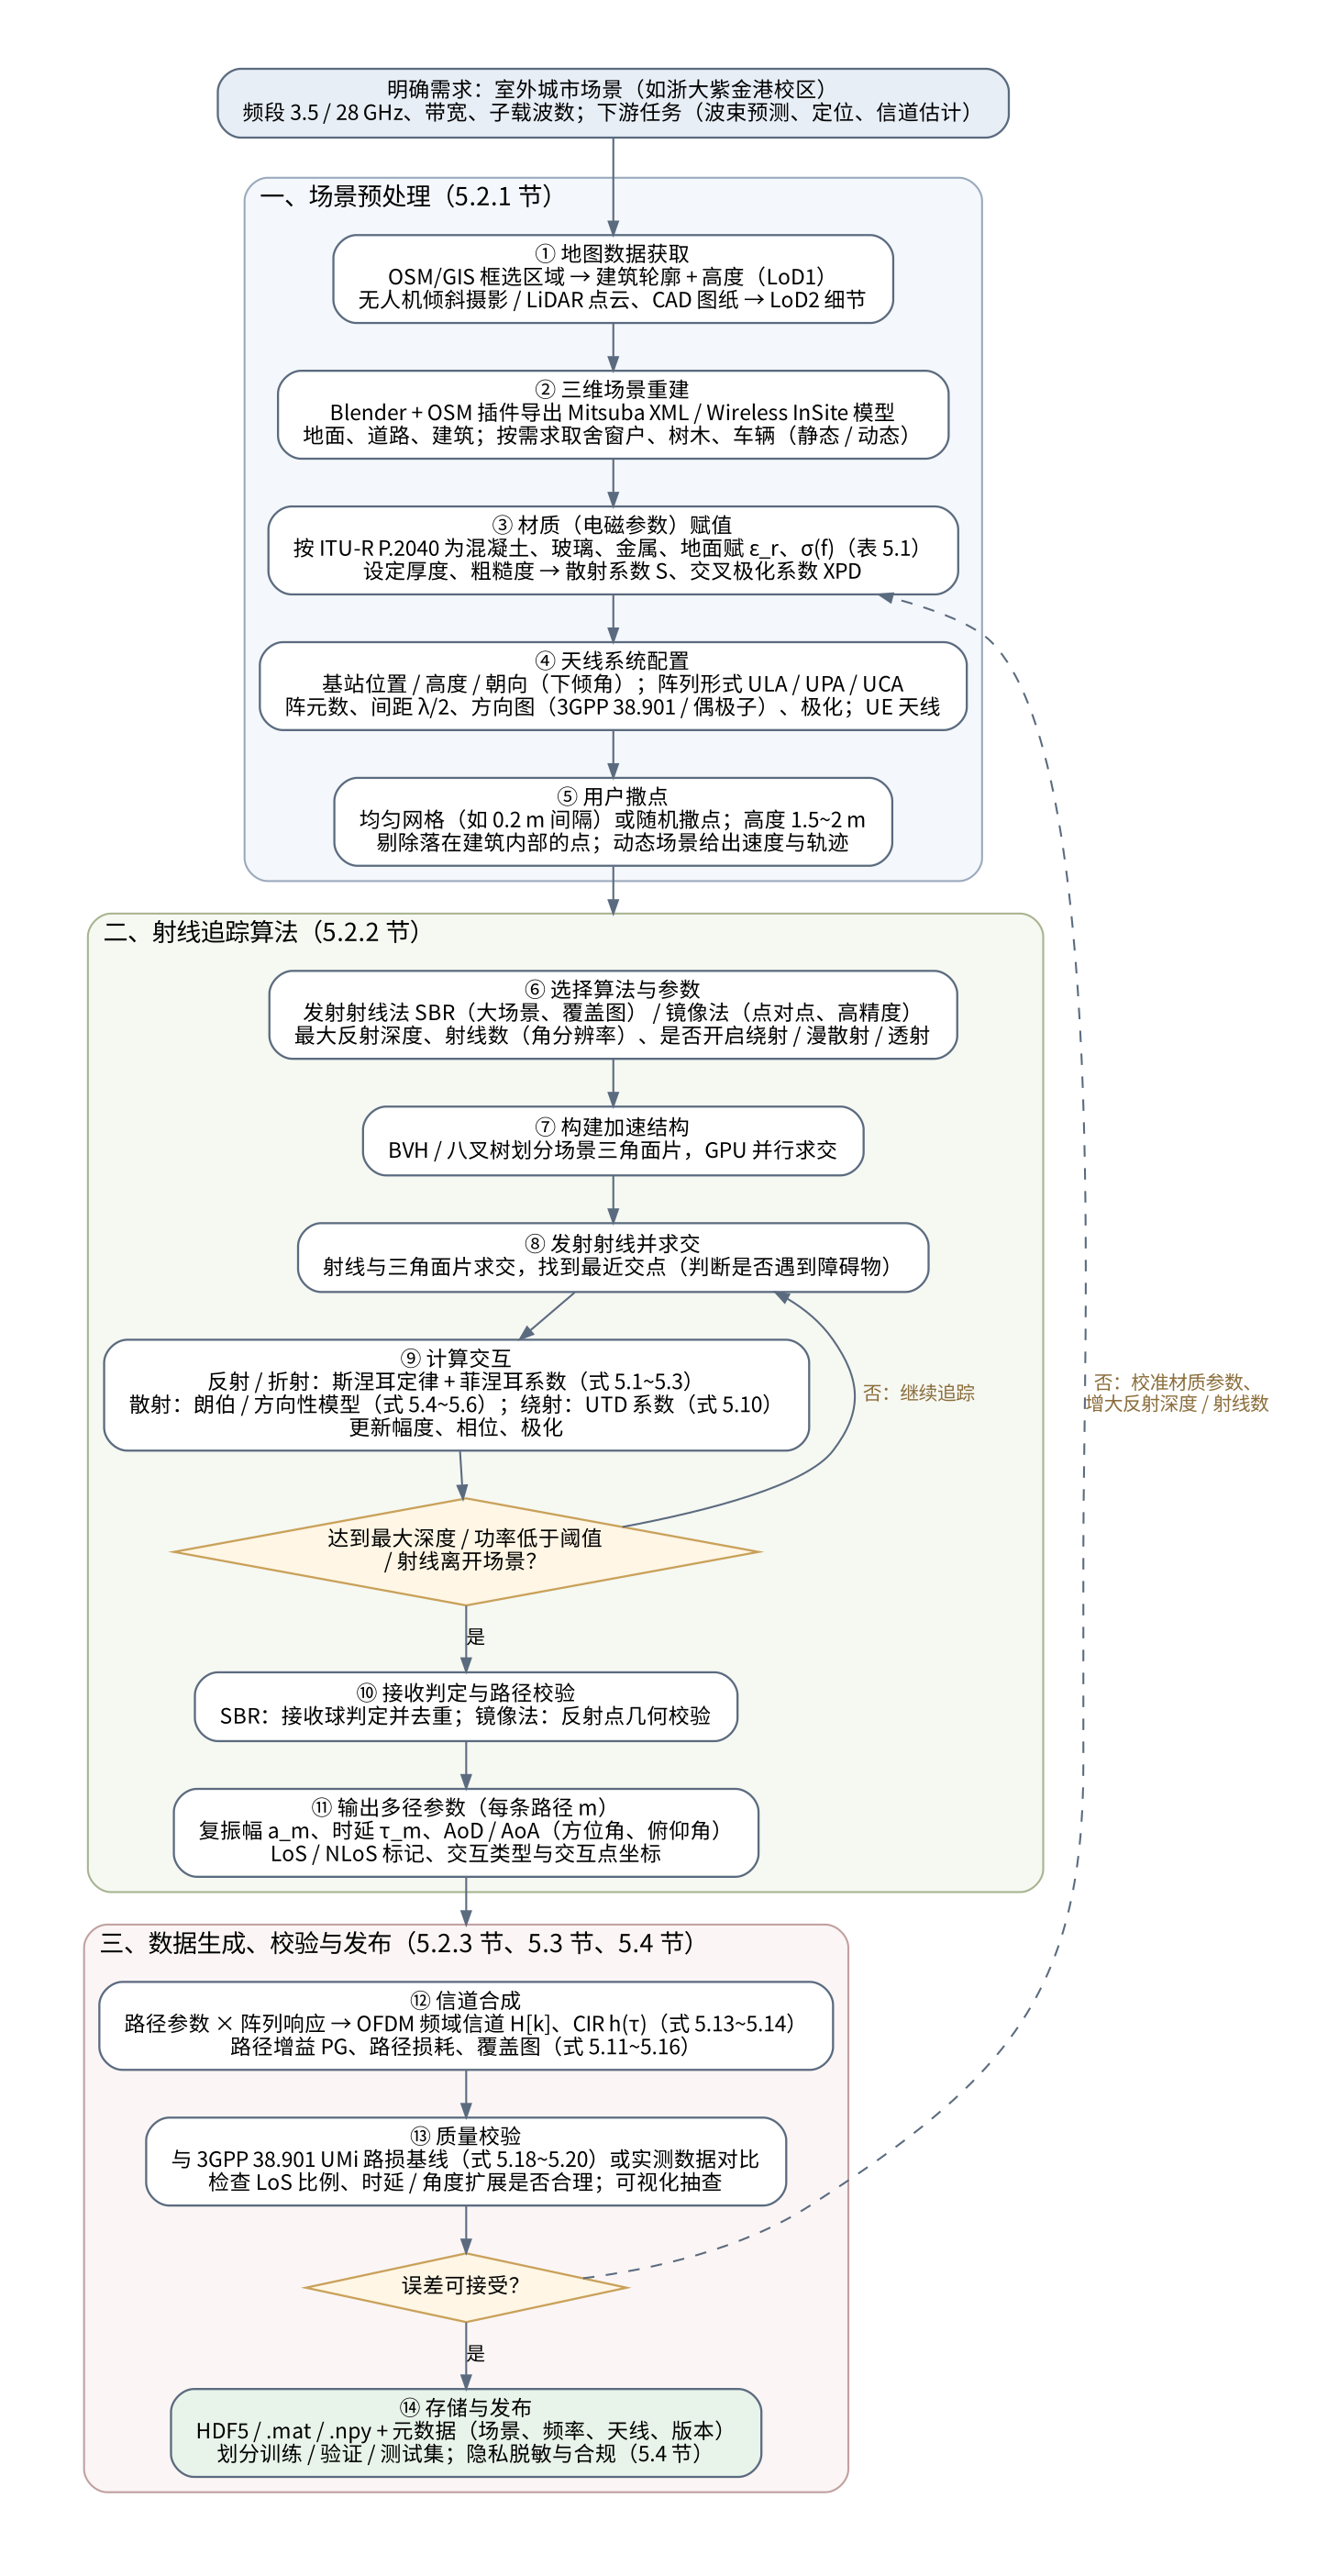 明确需求：室外城市场景（如浙大紫金港校区）
频段 3.5 / 28 GHz、带宽、子载波数；下游任务（波束预测、定位、信道估计）
一、场景预处理（5.2.1 节）
① 地图数据获取
OSM/GIS 框选区域 → 建筑轮廓 + 高度（LoD1）
无人机倾斜摄影 / LiDAR 点云、CAD 图纸 → LoD2 细节
② 三维场景重建
Blender + OSM 插件导出 Mitsuba XML / Wireless InSite 模型
地面、道路、建筑；按需求取舍窗户、树木、车辆（静态 / 动态）
③ 材质（电磁参数）赋值
按 ITU-R P.2040 为混凝土、玻璃、金属、地面赋 ε_r、σ(f)（表 5.1）
设定厚度、粗糙度 → 散射系数 S、交叉极化系数 XPD
④ 天线系统配置
基站位置 / 高度 / 朝向（下倾角）；阵列形式 ULA / UPA / UCA
阵元数、间距 λ/2、方向图（3GPP 38.901 / 偶极子）、极化；UE 天线
⑤ 用户撒点
均匀网格（如 0.2 m 间隔）或随机撒点；高度 1.5~2 m
剔除落在建筑内部的点；动态场景给出速度与轨迹
二、射线追踪算法（5.2.2 节）
⑥ 选择算法与参数
发射射线法 SBR（大场景、覆盖图） / 镜像法（点对点、高精度）
最大反射深度、射线数（角分辨率）、是否开启绕射 / 漫散射 / 透射
⑦ 构建加速结构
BVH / 八叉树划分场景三角面片，GPU 并行求交
⑧ 发射射线并求交
射线与三角面片求交，找到最近交点（判断是否遇到障碍物）
⑨ 计算交互
反射 / 折射：斯涅耳定律 + 菲涅耳系数（式 5.1~5.3）
散射：朗伯 / 方向性模型（式 5.4~5.6）；绕射：UTD 系数（式 5.10）
更新幅度、相位、极化
否：继续追踪
否：校准材质参数、
增大反射深度 / 射线数
达到最大深度 / 功率低于阈值
/ 射线离开场景？
是
⑩ 接收判定与路径校验
SBR：接收球判定并去重；镜像法：反射点几何校验
⑪ 输出多径参数（每条路径 m）
复振幅 a_m、时延 τ_m、AoD / AoA（方位角、俯仰角）
LoS / NLoS 标记、交互类型与交互点坐标
三、数据生成、校验与发布（5.2.3 节、5.3 节、5.4 节）
⑫ 信道合成
路径参数 × 阵列响应 → OFDM 频域信道 H[k]、CIR h(τ)（式 5.13~5.14）
路径增益 PG、路径损耗、覆盖图（式 5.11~5.16）
⑬ 质量校验
与 3GPP 38.901 UMi 路损基线（式 5.18~5.20）或实测数据对比
检查 LoS 比例、时延 / 角度扩展是否合理；可视化抽查
误差可接受？
是
⑭ 存储与发布
HDF5 / .mat / .npy + 元数据（场景、频率、天线、版本）
划分训练 / 验证 / 测试集；隐私脱敏与合规（5.4 节）